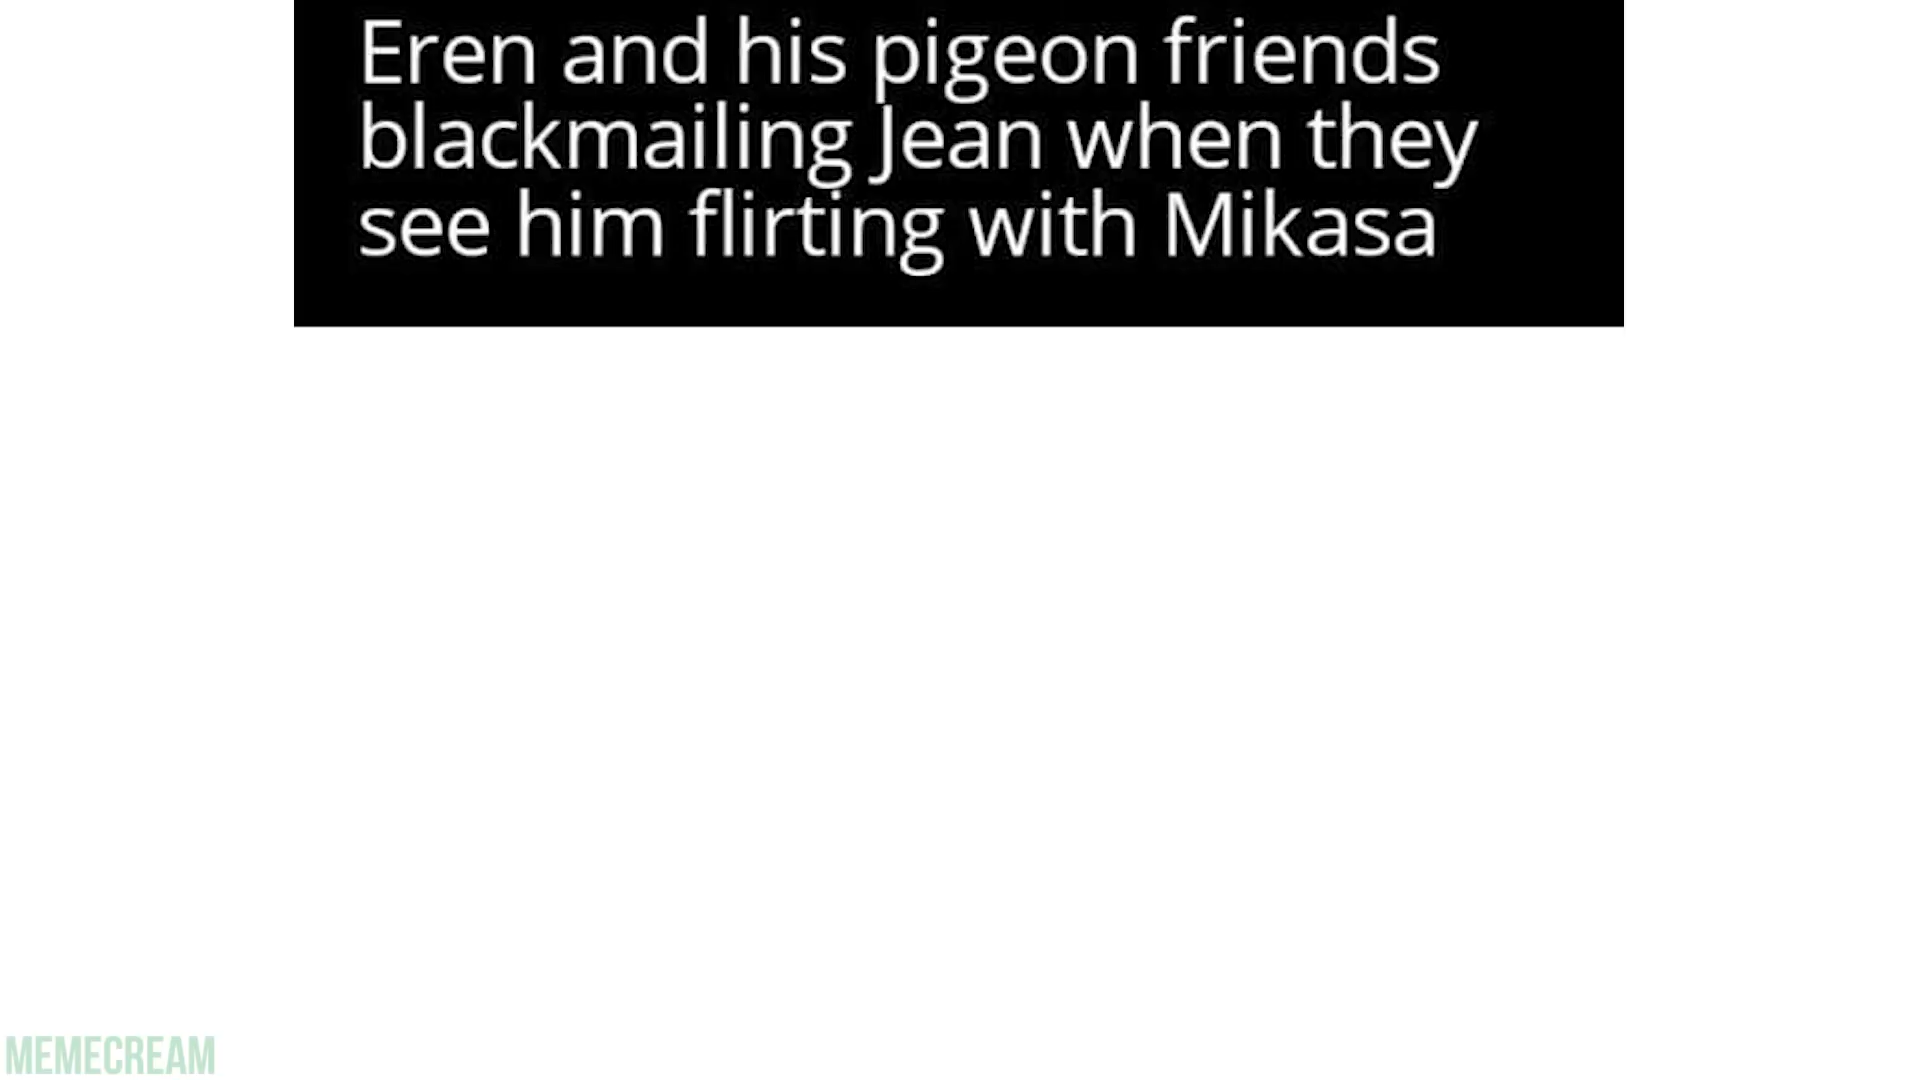 Eren and his pigeon friends
blackmailing Jean when they
see him flirting with Mikasa
MEMECREAM